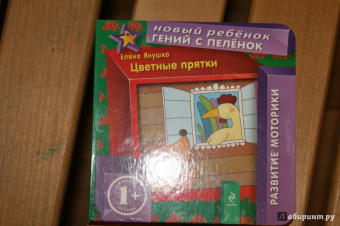 НОВЫЙ РЕБЁНОК
ГЕНИЙ С ПЕЛЁНОК
Елена Янушко
Цветные прятки
РАЗВИТИЕ МОТОРИКИ
1+
Лабиринт.ру